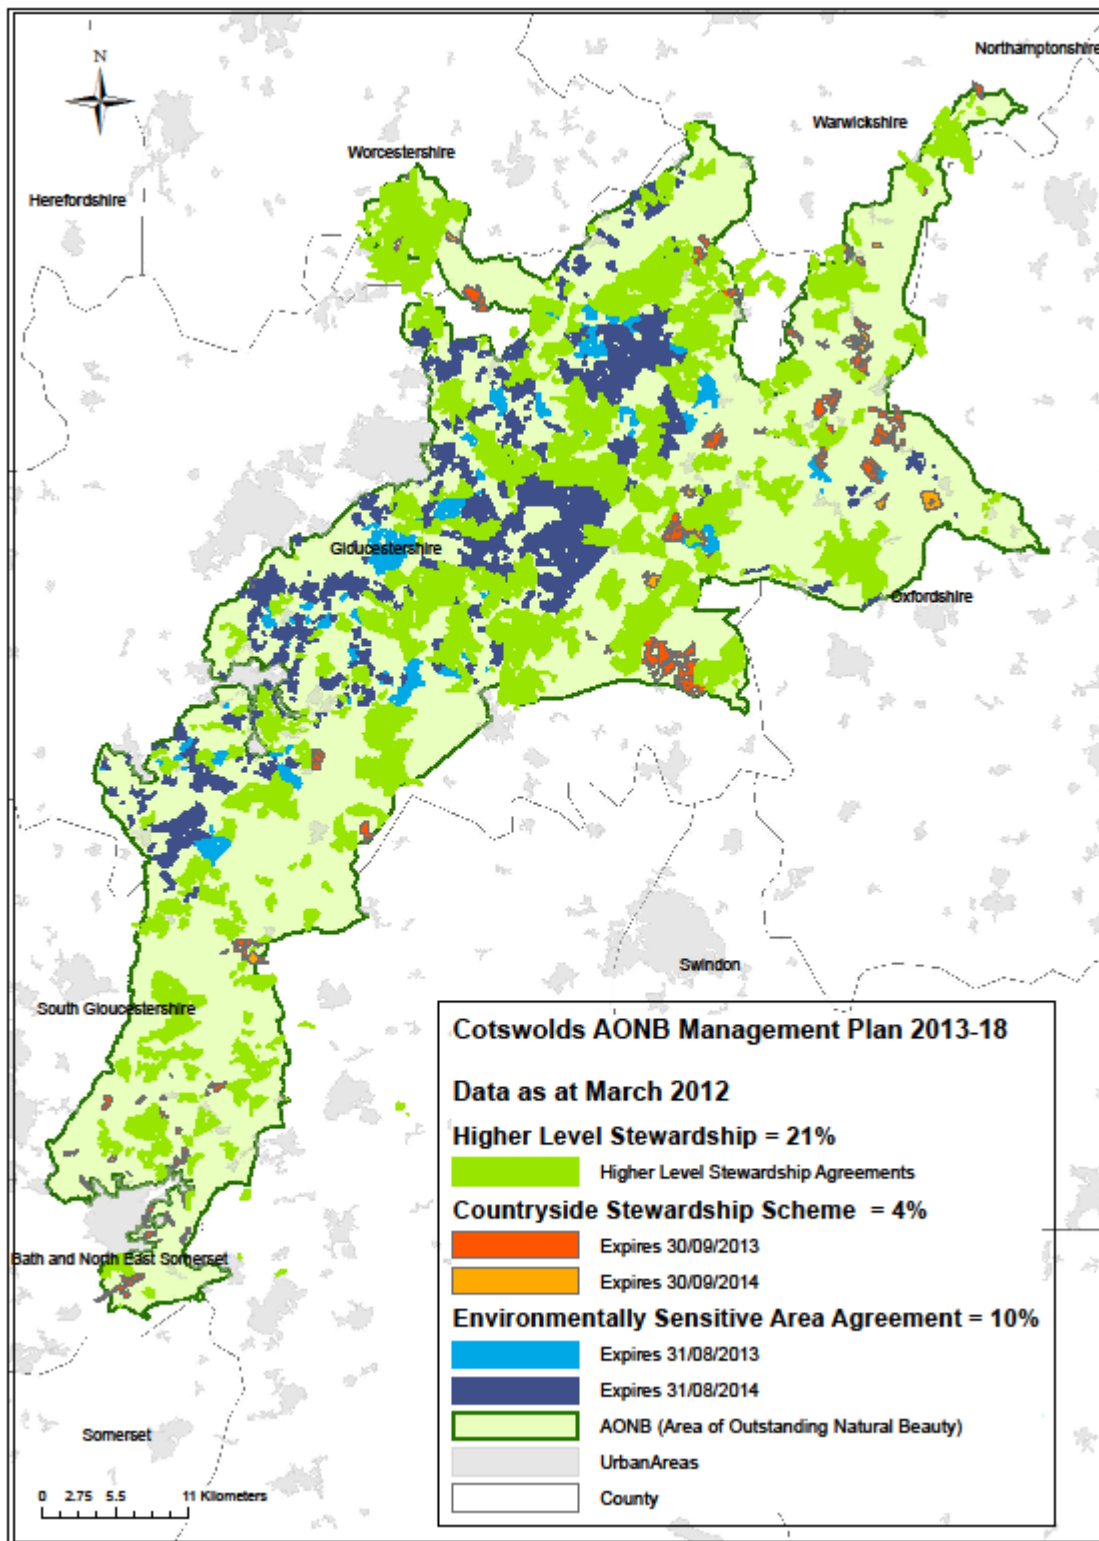 N
Northamptonshire
Warwickshire
Worcestershire
Herefordshire
Gloucestershire
Oxfordshire
Swindon
South Gloucestershire
Bath and North East Somerset
Somerset
0 2.75 5.5 11 Kilometers
Cotswolds AONB Management Plan 2013-18
Data as at March 2012
Higher Level Stewardship = 21%
Higher Level Stewardship Agreements
Countryside Stewardship Scheme = 4%
Expires 30/09/2013
Expires 30/09/2014
Environmentally Sensitive Area Agreement = 10%
Expires 31/08/2013
Expires 31/08/2014
AONB (Area of Outstanding Natural Beauty)
UrbanAreas
County